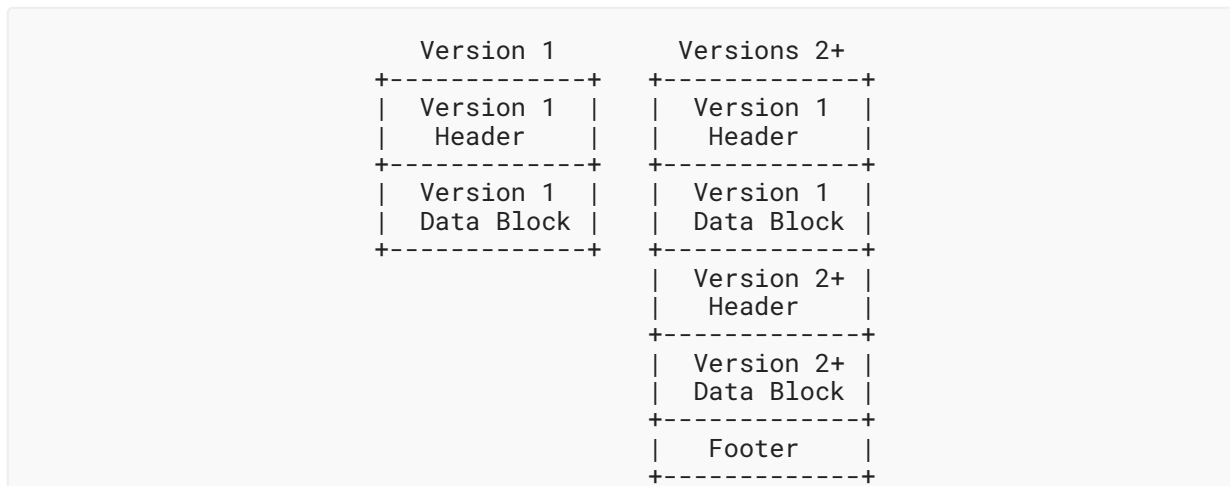 Version 1       Versions 2+
+-------------+   +-------------+
|  Version 1  |   |  Version 1  |
|   Header    |   |   Header    |
+-------------+   +-------------+
|  Version 1  |   |  Version 1  |
|  Data Block |   |  Data Block |
+-------------+   +-------------+
                  |  Version 2+ |
                  |   Header    |
                  +-------------+
                  |  Version 2+ |
                  |  Data Block |
                  +-------------+
                  |   Footer    |
                  +-------------+